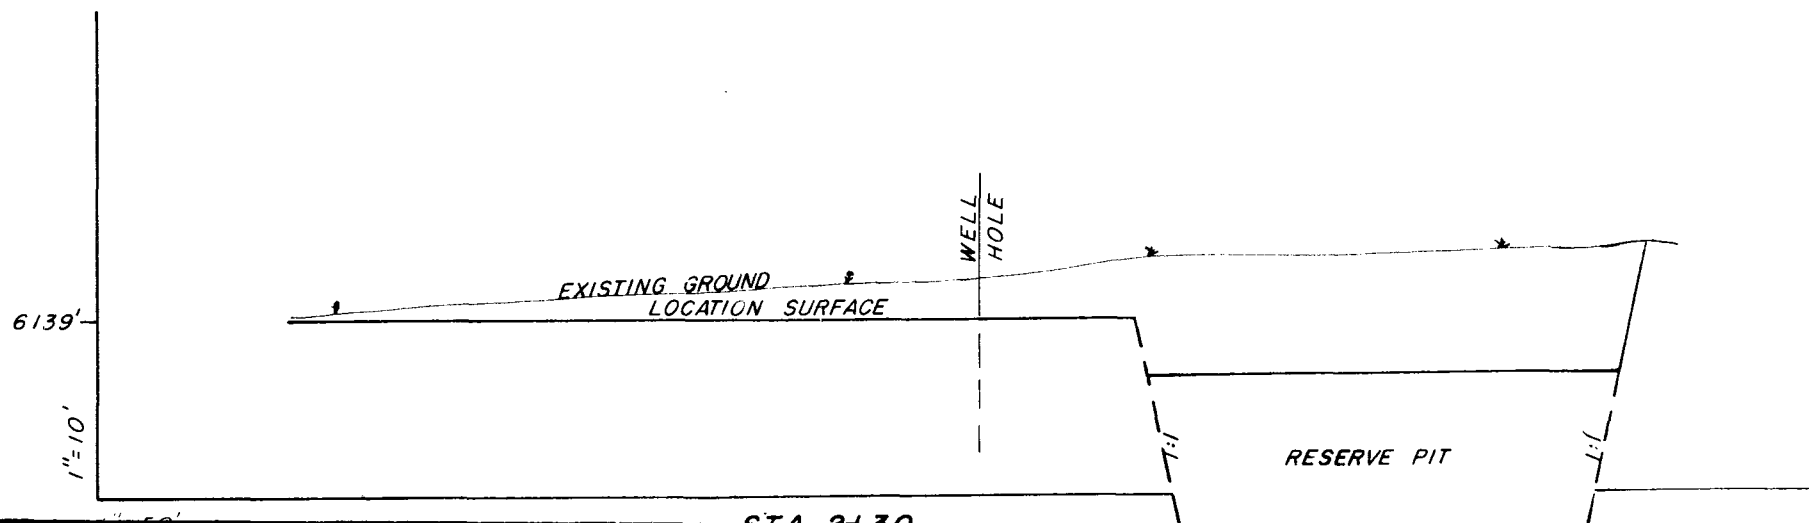 WELL
HOLE
EXISTING GROUND
LOCATION SURFACE
6139'
1"=10'
1:1
1:1
RESERVE PIT
STA 2+30